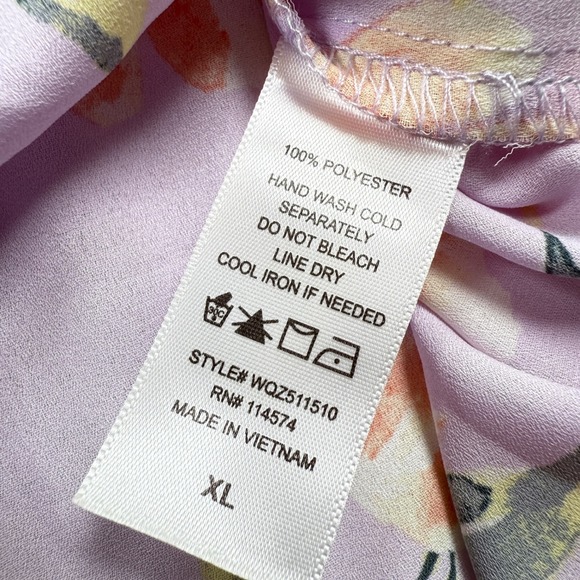 100% POLYESTER
HAND WASH COLD
SEPARATELY
DO NOT BLEACH
LINE DRY
COOL IRON IF NEEDED
30C
STYLE# WQZ511510
RN# 114574
MADE IN VIETNAM
XL